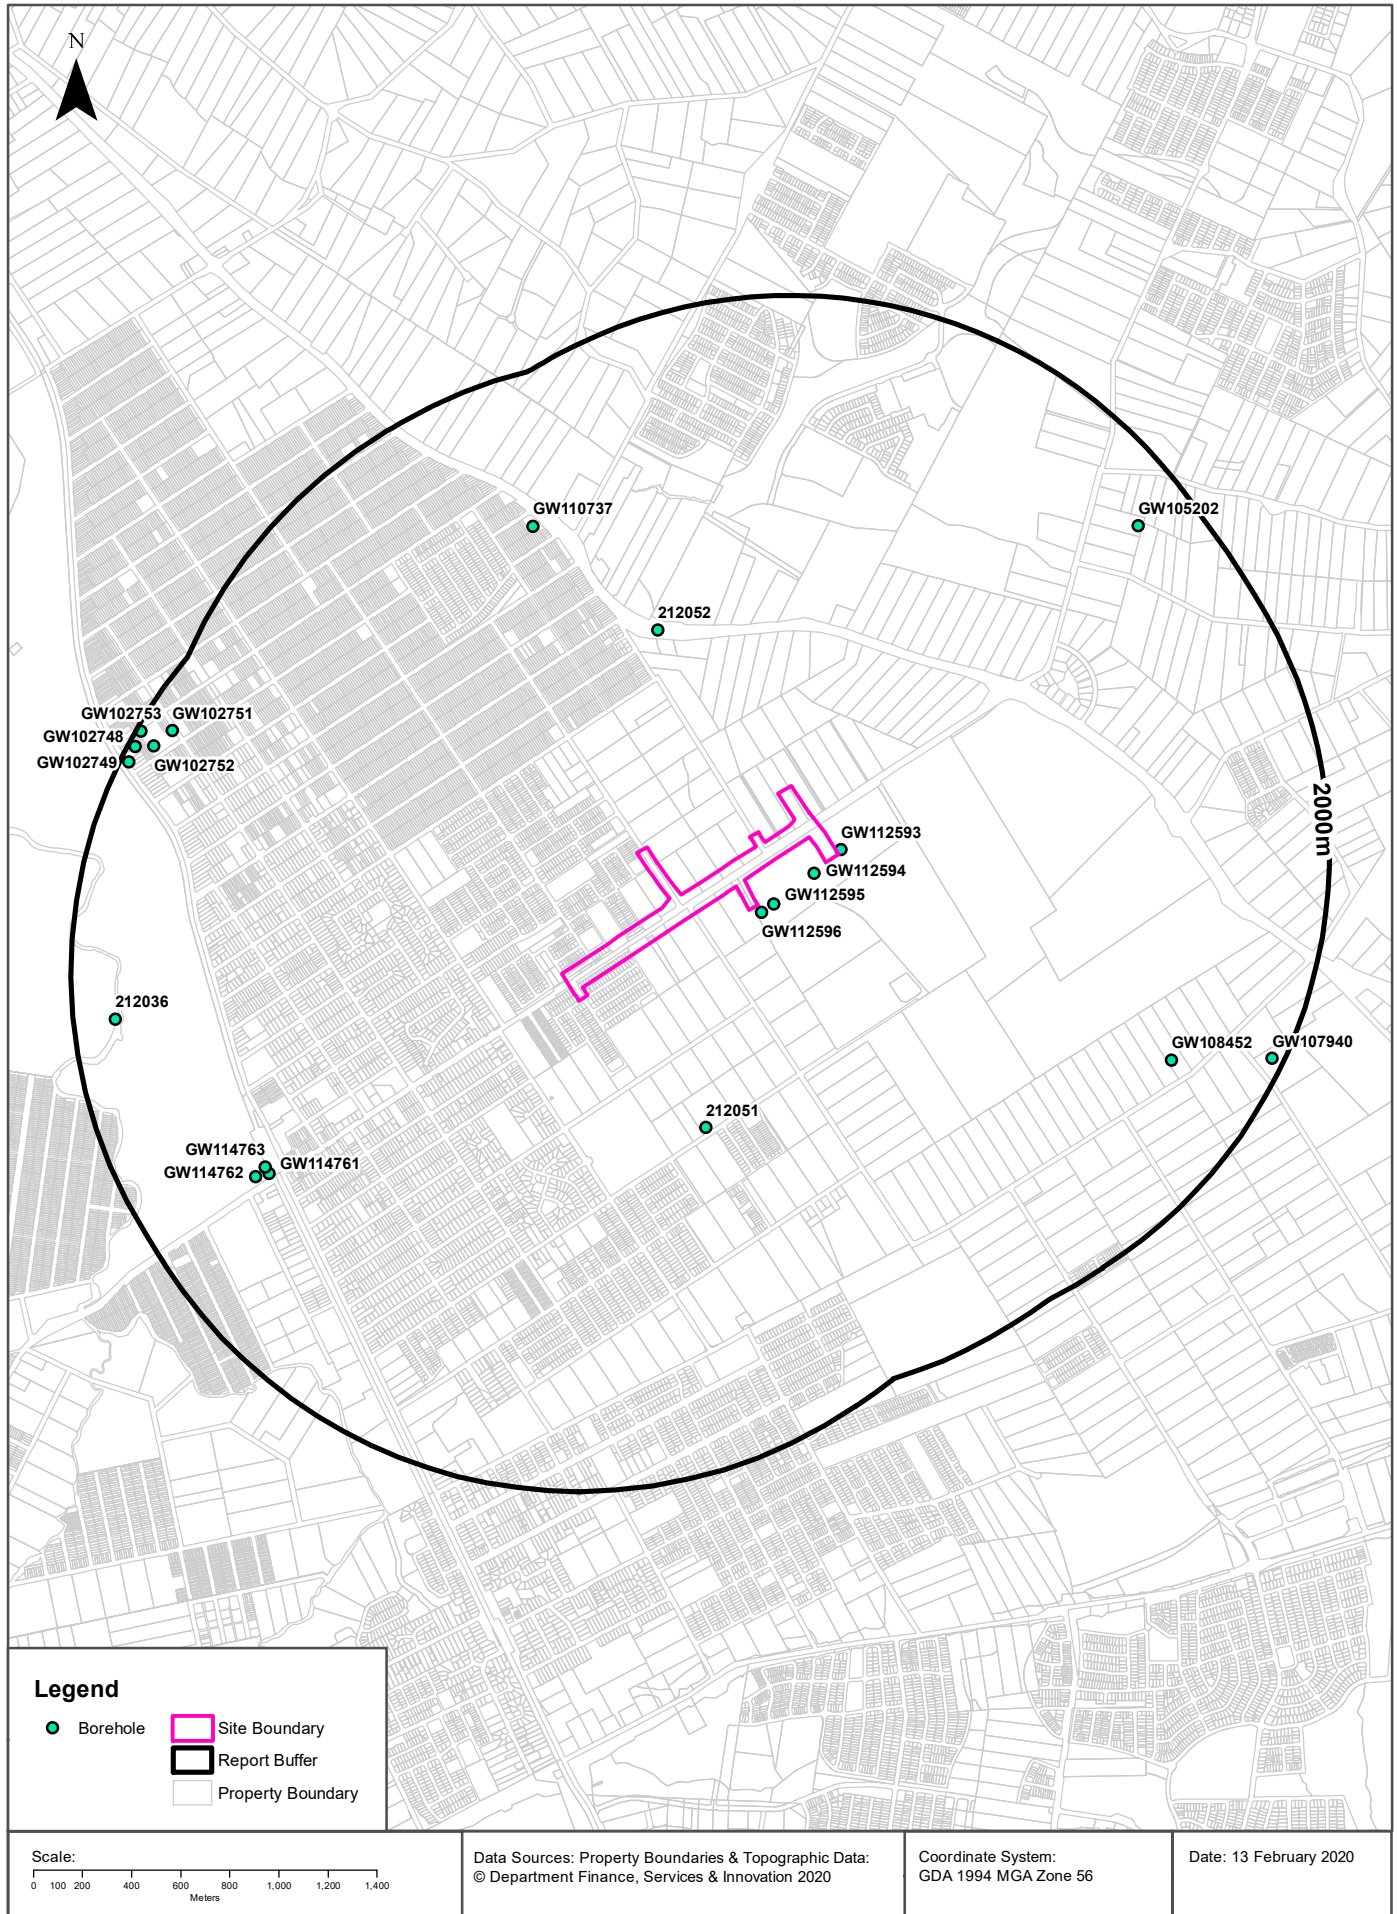 N
GW110737
GW105202
212052
GW102753
GW102751
GW102748
GW102749
GW102752
2000m
GW112593
GW112594
GW112595
GW112596
212036
GW108452
GW107940
212051
GW114763
GW114761
GW114762
Legend
Borehole
Site Boundary
Report Buffer
Property Boundary
Scale:
0 100 200 400 600 800 1,000 1,200 1,400
Meters
Data Sources: Property Boundaries & Topographic Data:
© Department Finance, Services & Innovation 2020
Coordinate System:
GDA 1994 MGA Zone 56
Date: 13 February 2020